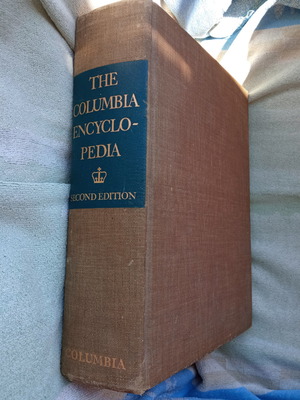 THE
COLUMBIA
ENCYCLO-
PEDIA
SECOND EDITION
COLUMBIA